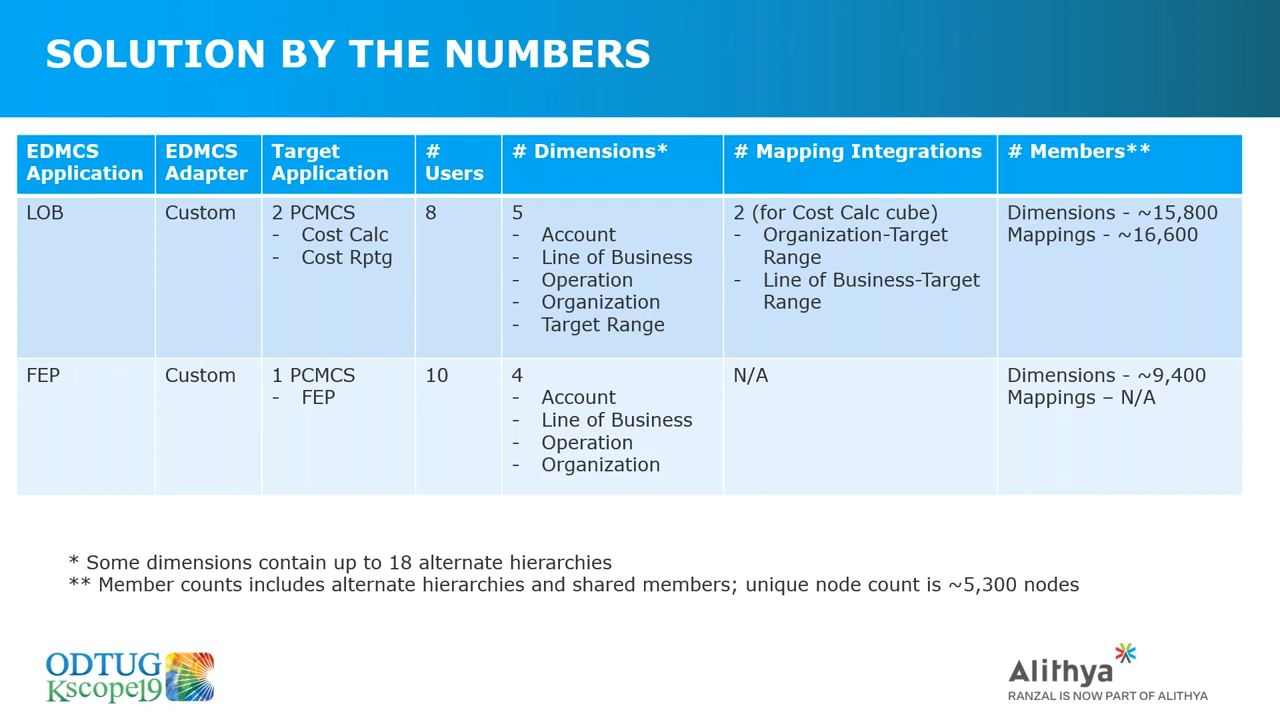 SOLUTION BY THE NUMBERS
EDMCS Application
EDMCS Adapter
Target Application
# Users
# Dimensions*
# Mapping Integrations
# Members**
LOB
Custom
2 PCMCS
- Cost Calc
- Cost Rptg
8
5
- Account
- Line of Business
- Operation
- Organization
- Target Range
2 (for Cost Calc cube)
- Organization-Target
Range
- Line of Business-Target
Range
Dimensions - ~15,800
Mappings - ~16,600
FEP
Custom
1 PCMCS
- FEP
10
4
- Account
- Line of Business
- Operation
- Organization
N/A
Dimensions - ~9,400
Mappings – N/A
* Some dimensions contain up to 18 alternate hierarchies
** Member counts includes alternate hierarchies and shared members; unique node count is ~5,300 nodes
ODTUG
Kscope19
Alithya
RANZAL IS NOW PART OF ALITHYA